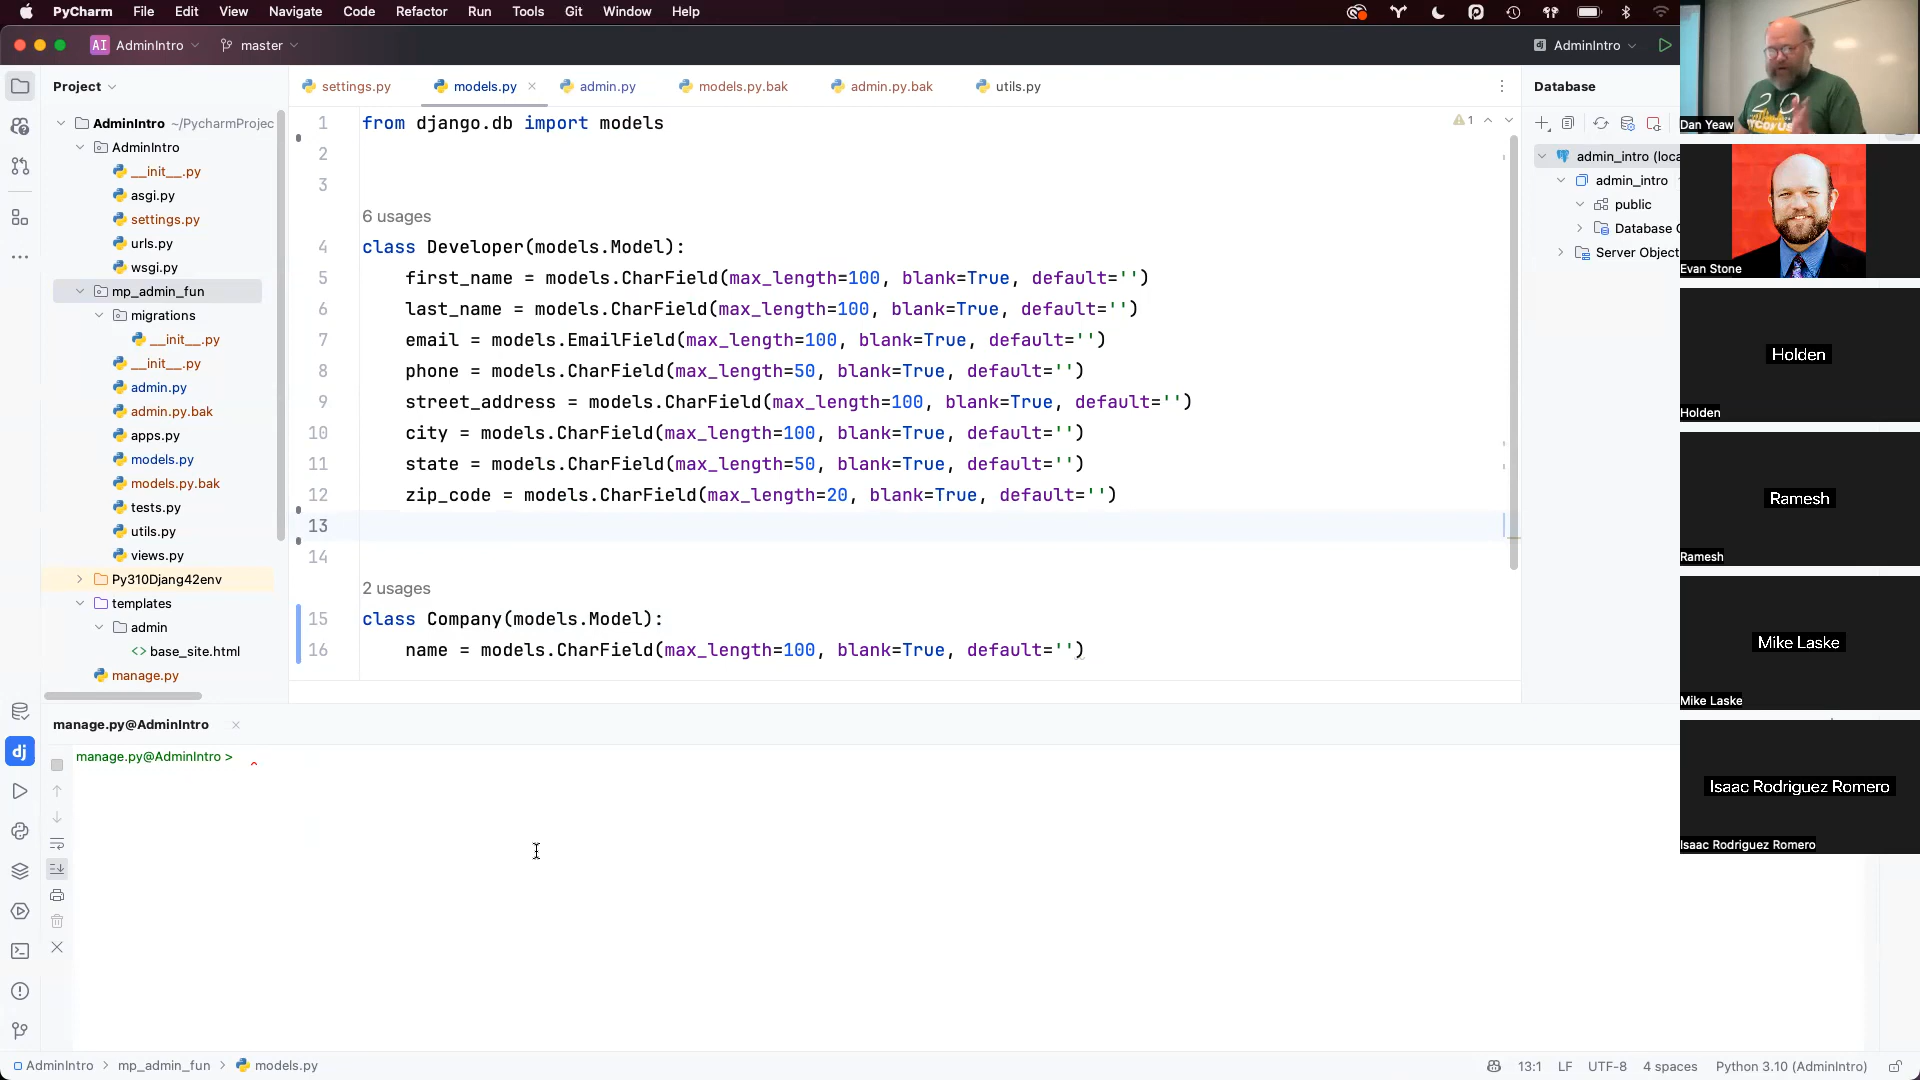 PyCharm File Edit View Navigate Code Refactor Run Tools Git Window Help
AI AdminIntro master dj AdminIntro
Project
settings.py models.py admin.py models.py.bak admin.py.bak utils.py
Database
AdminIntro ~/PycharmProjec
AdminIntro
__init__.py
asgi.py
settings.py
urls.py
wsgi.py
mp_admin_fun
migrations
__init__.py
__init__.py
admin.py
admin.py.bak
apps.py
models.py
models.py.bak
tests.py
utils.py
views.py
Py310Djang42env
templates
admin
<> base_site.html
manage.py
1 from django.db import models
2
3
6 usages
4 class Developer(models.Model):
5 first_name = models.CharField(max_length=100, blank=True, default='')
6 last_name = models.CharField(max_length=100, blank=True, default='')
7 email = models.EmailField(max_length=100, blank=True, default='')
8 phone = models.CharField(max_length=50, blank=True, default='')
9 street_address = models.CharField(max_length=100, blank=True, default='')
10 city = models.CharField(max_length=100, blank=True, default='')
11 state = models.CharField(max_length=50, blank=True, default='')
12 zip_code = models.CharField(max_length=20, blank=True, default='')
13
14
2 usages
15 class Company(models.Model):
16 name = models.CharField(max_length=100, blank=True, default='')
1
admin_intro (loca
admin_intro
public
Database
Server Object
Dan Yeaw
Evan Stone
Holden
Holden
Ramesh
Ramesh
Mike Laske
Mike Laske
Isaac Rodriguez Romero
Isaac Rodriguez Romero
manage.py@AdminIntro
dj
manage.py@AdminIntro >
AdminIntro > mp_admin_fun > models.py
13:1 LF UTF-8 4 spaces Python 3.10 (AdminIntro)